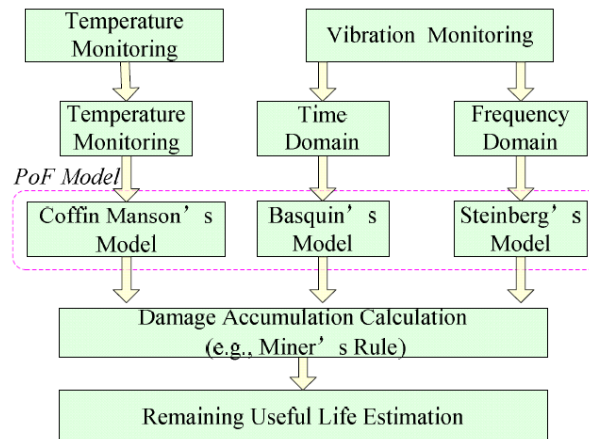 Temperature
Monitoring
Vibration Monitoring
Temperature
Monitoring
Time
Domain
Frequency
Domain
PoF Model
Coffin Manson’s
Model
Basquin’s
Model
Steinberg’s
Model
Damage Accumulation Calculation
(e.g., Miner’s Rule)
Remaining Useful Life Estimation